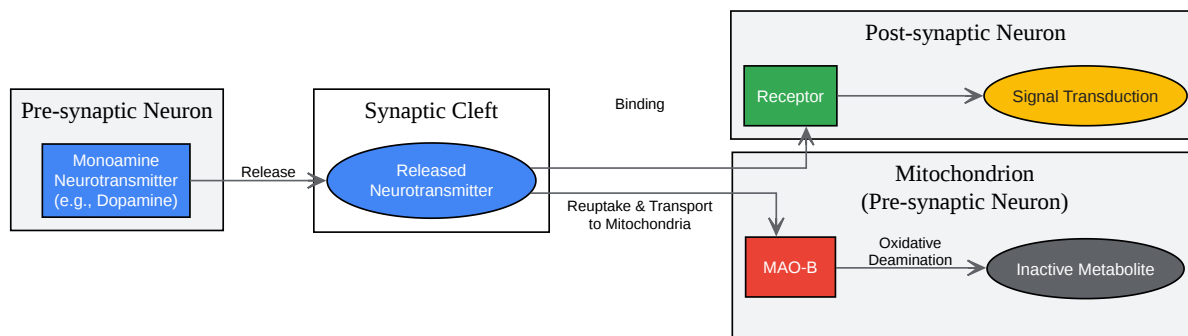 Pre-synaptic Neuron
Monoamine
Neurotransmitter
(e.g., Dopamine)
Release
Synaptic Cleft
Released
Neurotransmitter
Binding
Reuptake & Transport
to Mitochondria
Post-synaptic Neuron
Receptor
Signal Transduction
Mitochondrion
(Pre-synaptic Neuron)
MAO-B
Oxidative
Deamination
Inactive Metabolite